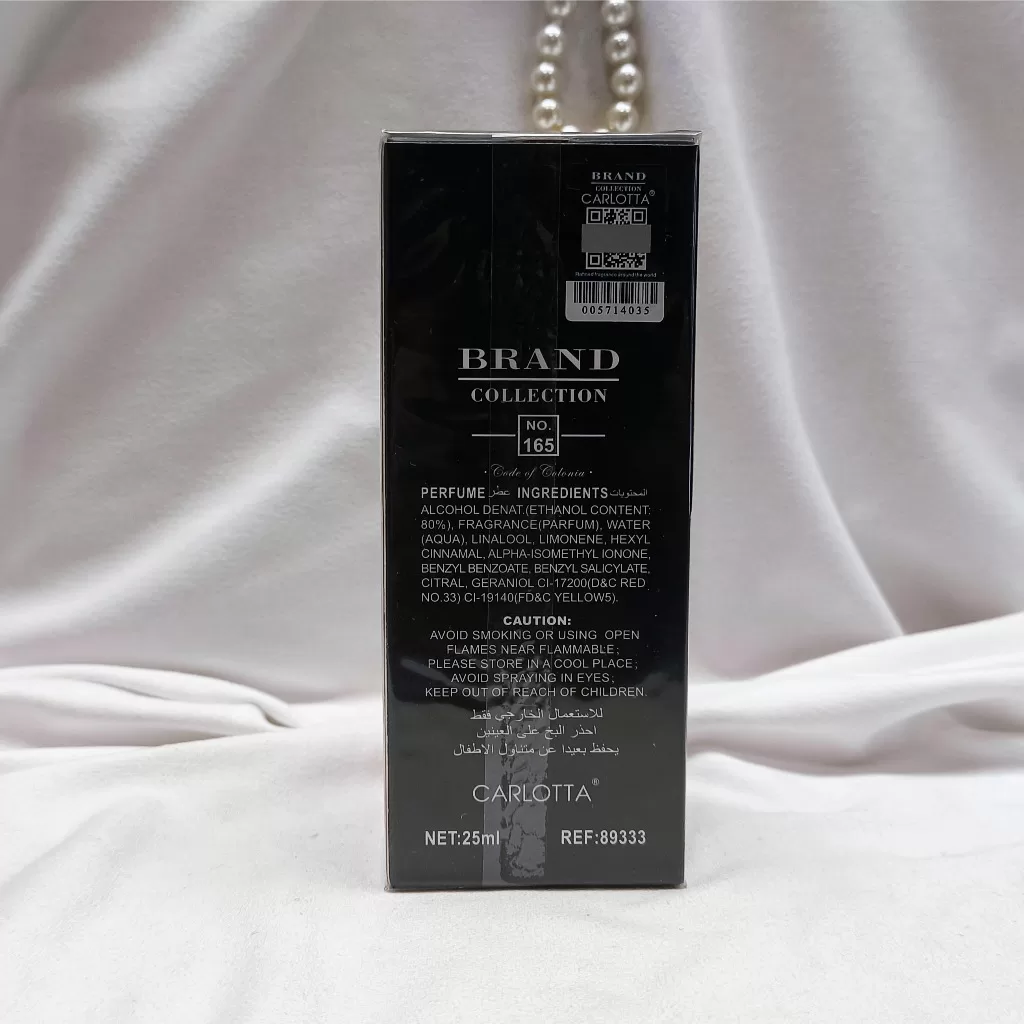 BRAND
COLLECTION
CARLOTTA®
Refined fragrance around the world
005714035
BRAND
COLLECTION
NO.
165
· Code of Colonia ·
PERFUME عطر INGREDIENTS المحتويات
ALCOHOL DENAT.(ETHANOL CONTENT:
80%), FRAGRANCE(PARFUM), WATER
(AQUA), LINALOOL, LIMONENE, HEXYL
CINNAMAL, ALPHA-ISOMETHYL IONONE,
BENZYL BENZOATE, BENZYL SALICYLATE,
CITRAL, GERANIOL CI-17200(D&C RED
NO.33) CI-19140(FD&C YELLOW5).
CAUTION:
AVOID SMOKING OR USING OPEN
FLAMES NEAR FLAMMABLE;
PLEASE STORE IN A COOL PLACE;
AVOID SPRAYING IN EYES;
KEEP OUT OF REACH OF CHILDREN.
للاستعمال الخارجي فقط
احذر البخ على العينين
يحفظ بعيدا عن متناول الاطفال
CARLOTTA®
NET:25ml REF:89333